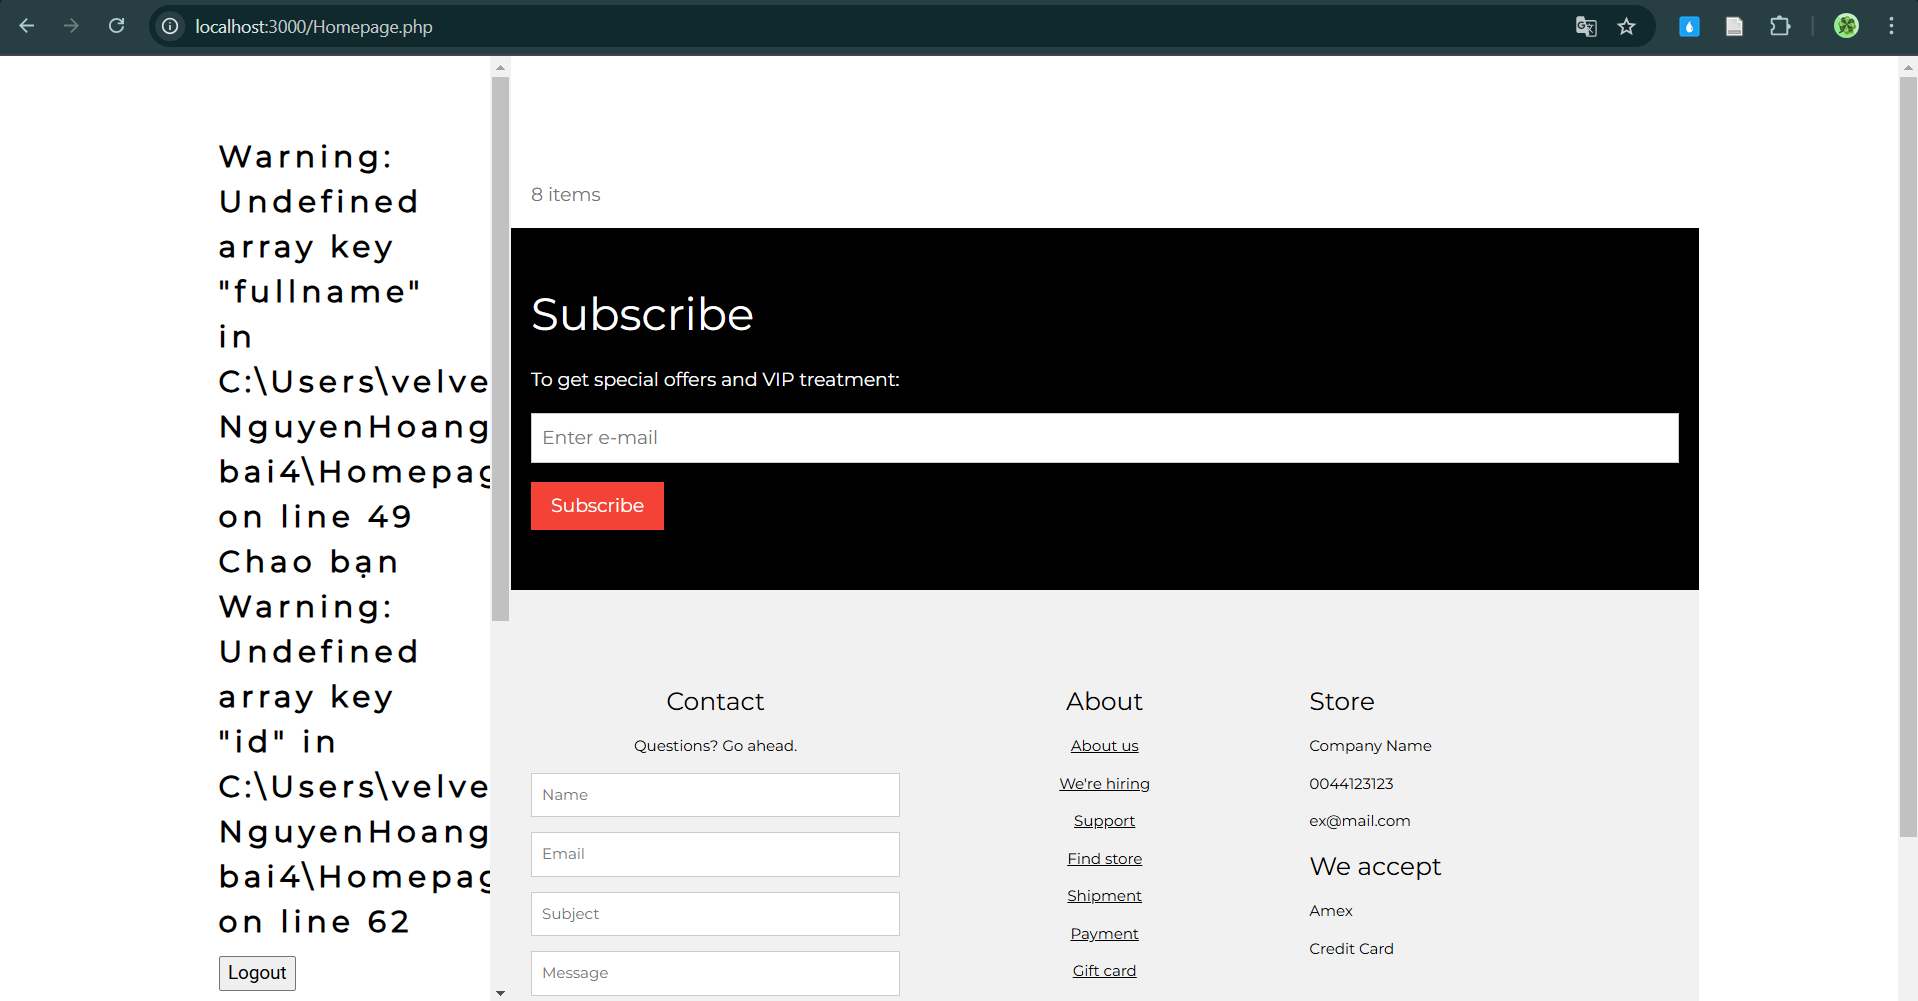 localhost:3000/Homepage.php
Warning:
Undefined
array key
"fullname"
in
C:\Users\velve
NguyenHoang
bai4\Homepag
on line 49
Chao bạn
Warning:
Undefined
array key
"id" in
C:\Users\velve
NguyenHoang
bai4\Homepag
on line 62
Logout
8 items
Subscribe
To get special offers and VIP treatment:
Enter e-mail
Subscribe
Contact
Questions? Go ahead.
Name
Email
Subject
Message
About
About us
We're hiring
Support
Find store
Shipment
Payment
Gift card
Store
Company Name
0044123123
ex@mail.com
We accept
Amex
Credit Card